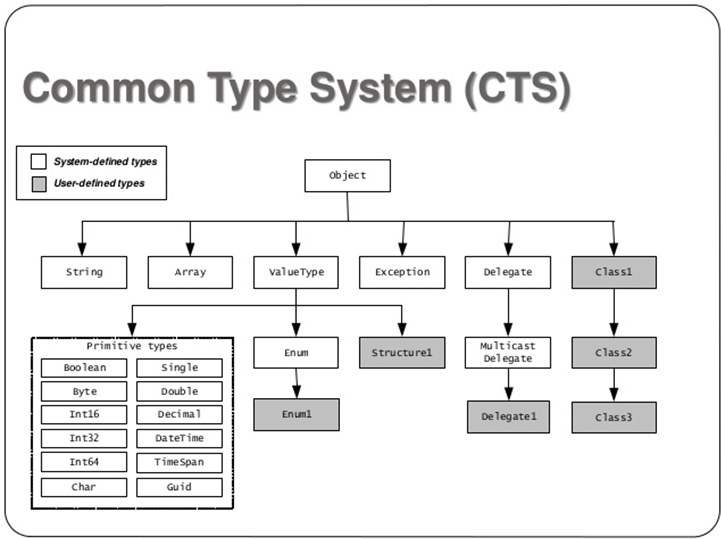 Common Type System (CTS)
System-defined types
User-defined types
Object
String
Array
ValueType
Exception
Delegate
Class1
Primitive types
Boolean
Single
Byte
Double
Int16
Decimal
Int32
DateTime
Int64
TimeSpan
Char
Guid
Enum
Structure1
Multicast
Delegate
Class2
Enum1
Delegate1
Class3